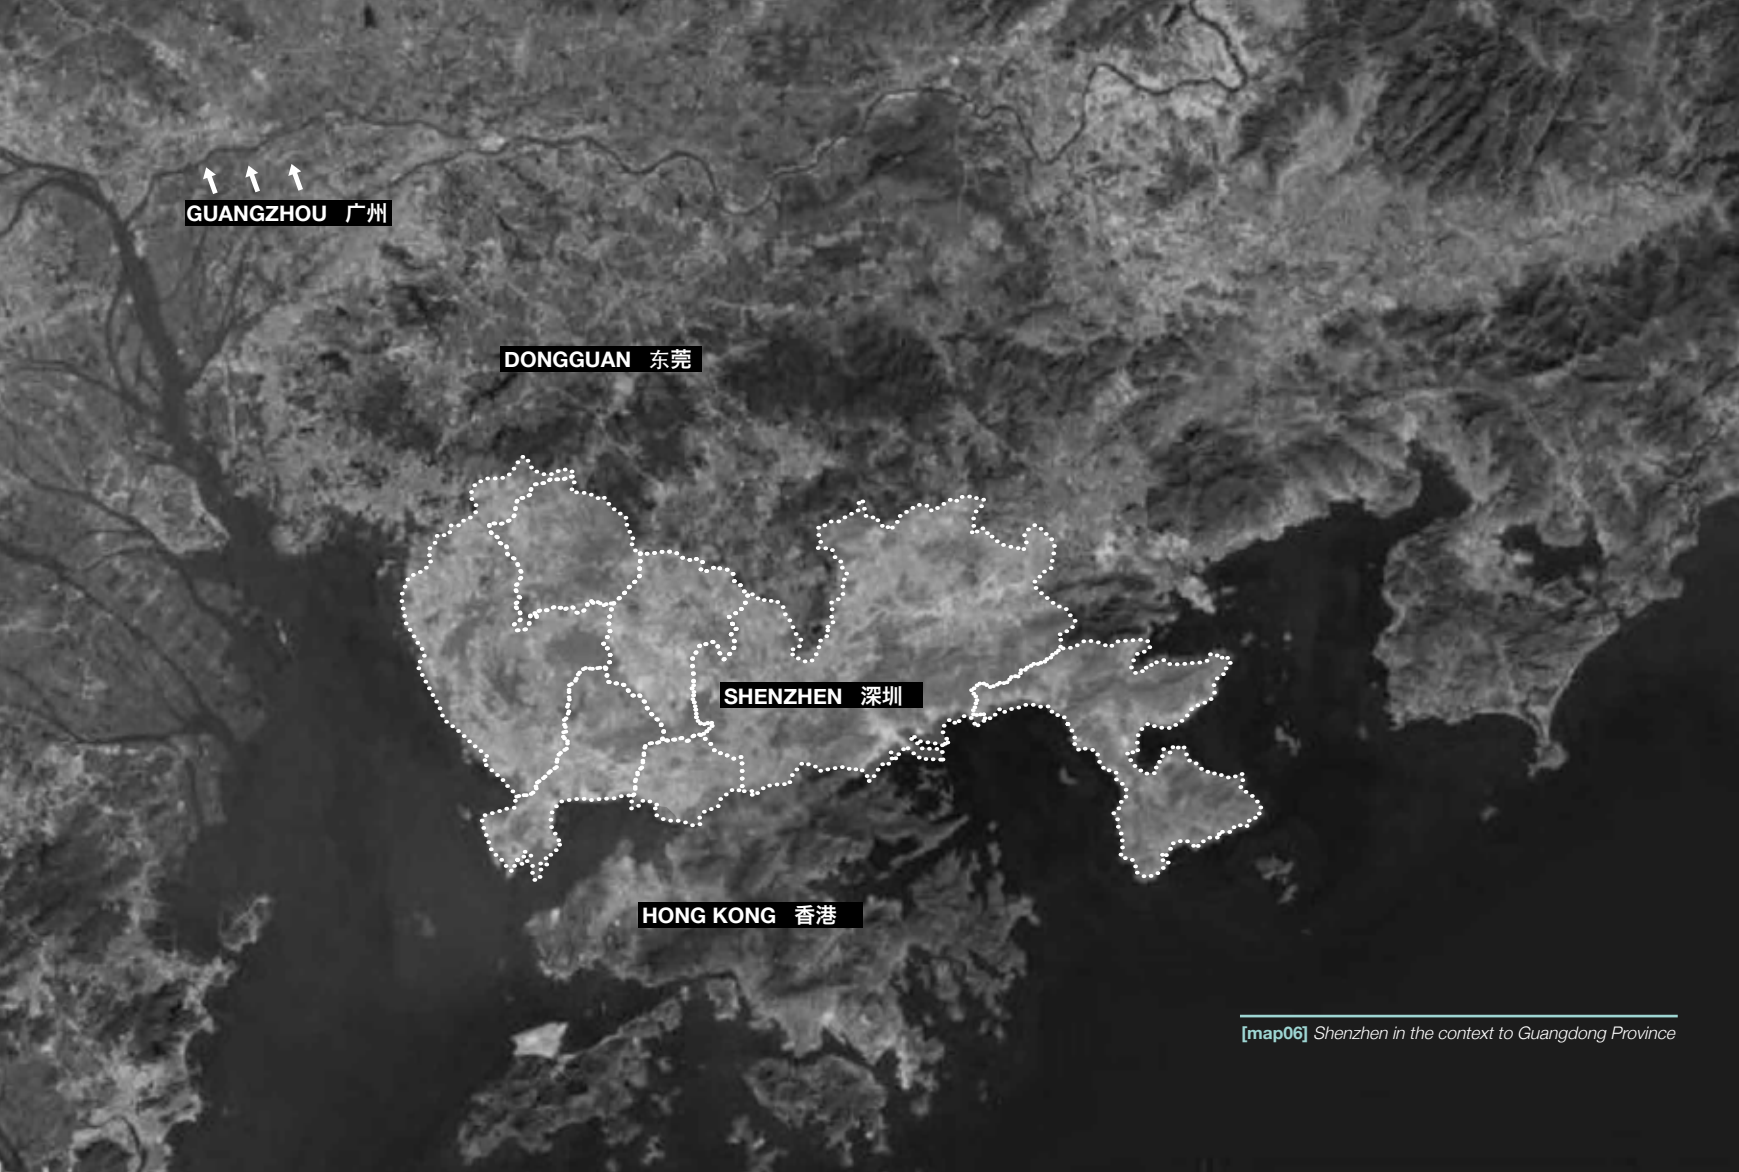 GUANGZHOU 广州
DONGGUAN 东莞
SHENZHEN 深圳
HONG KONG 香港
[map06] Shenzhen in the context to Guangdong Province